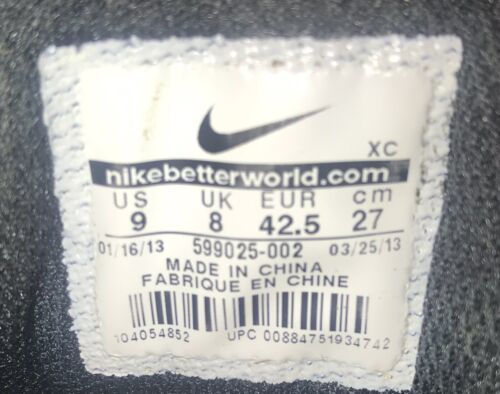 XC
nikebetterworld.com
US UK EUR cm
9 8 42.5 27
01/16/13 599025-002 03/25/13
MADE IN CHINA
FABRIQUE EN CHINE
104054852 UPC 00884751934742